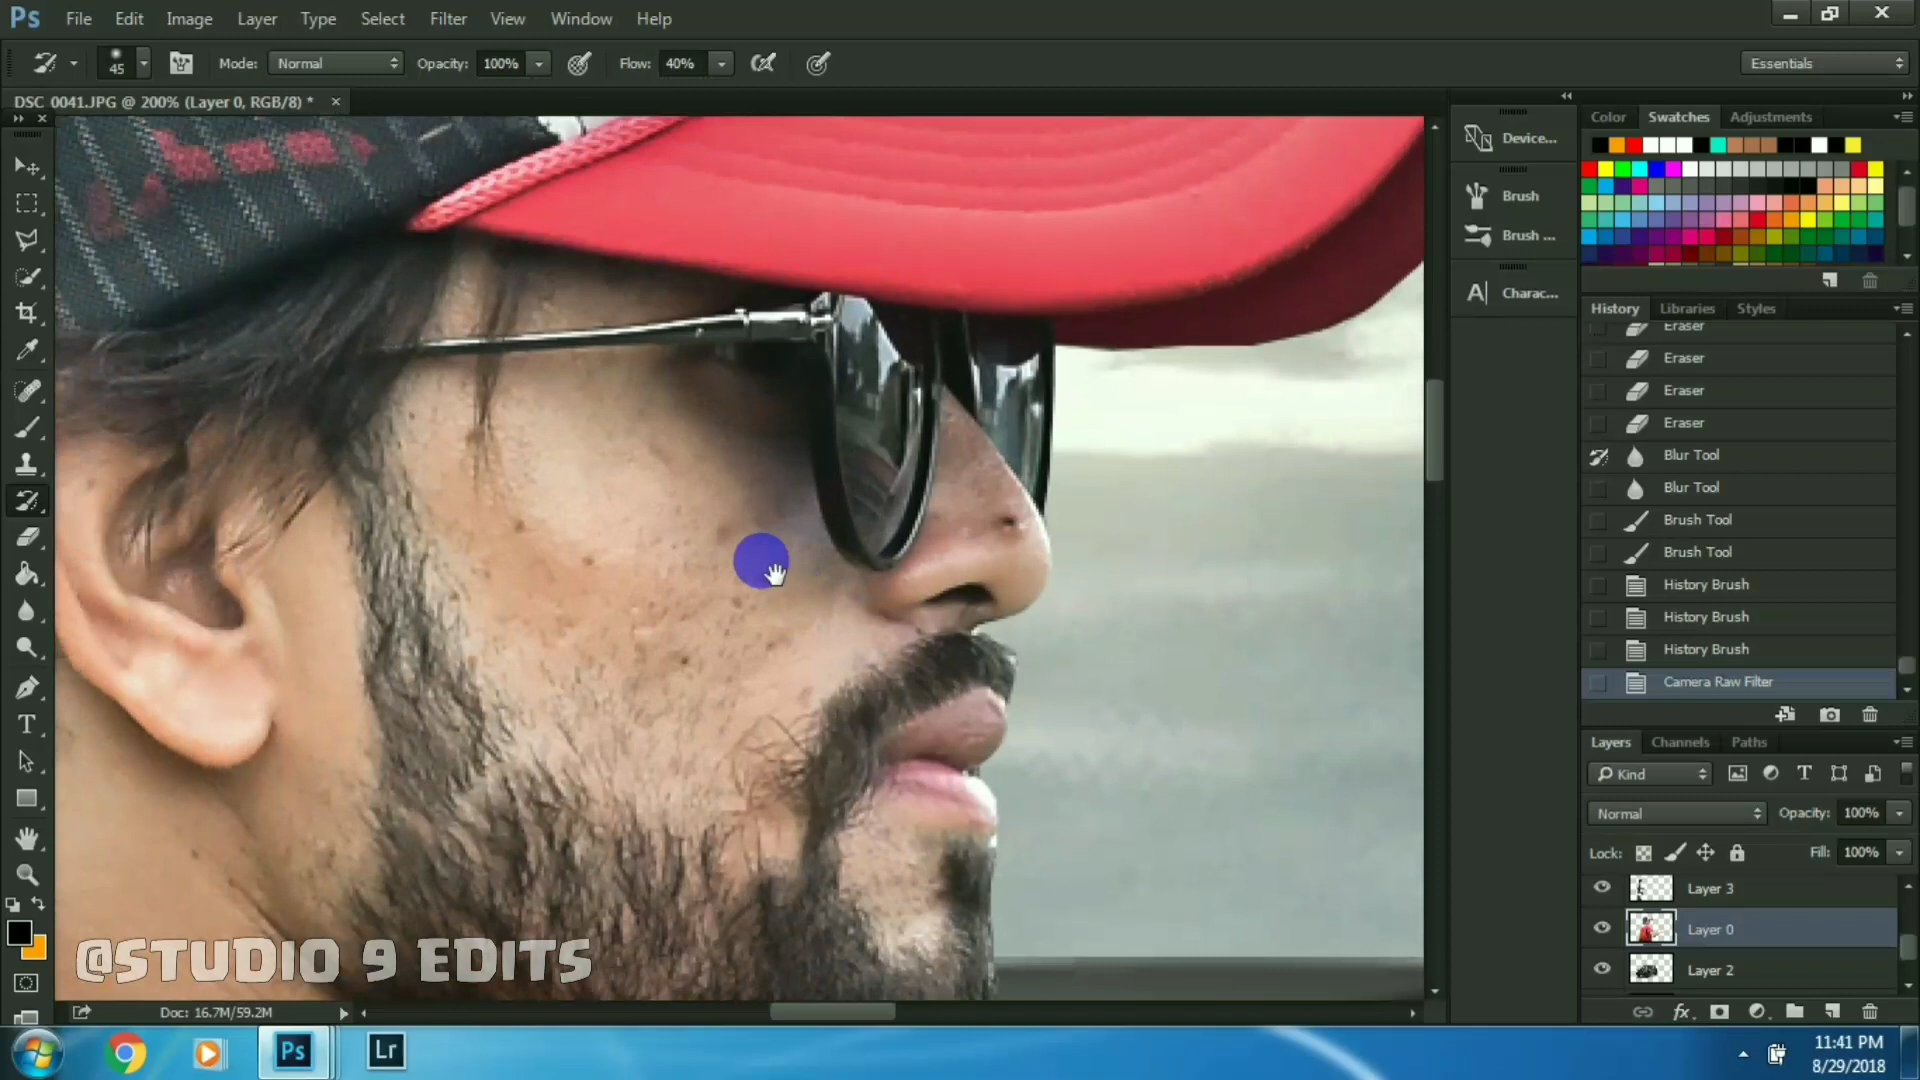 Ps File Edit Image Layer Type Select Filter View Window Help
45 Mode: Normal Opacity: 100% Flow: 40% Essentials
DSC_0041.JPG @ 200% (Layer 0, RGB/8) * ×
Device...
Brush
Brush ...
A| Charac...
Color Swatches Adjustments
History Libraries Styles
Eraser
Eraser
Eraser
Eraser
Blur Tool
Blur Tool
Brush Tool
Brush Tool
History Brush
History Brush
History Brush
Camera Raw Filter
Layers Channels Paths
Kind
Normal Opacity: 100%
Lock: Fill: 100%
Layer 3
Layer 0
Layer 2
fx
@STUDIO 9 EDITS
Doc: 16.7M/59.2M
Ps Lr
11:41 PM
8/29/2018